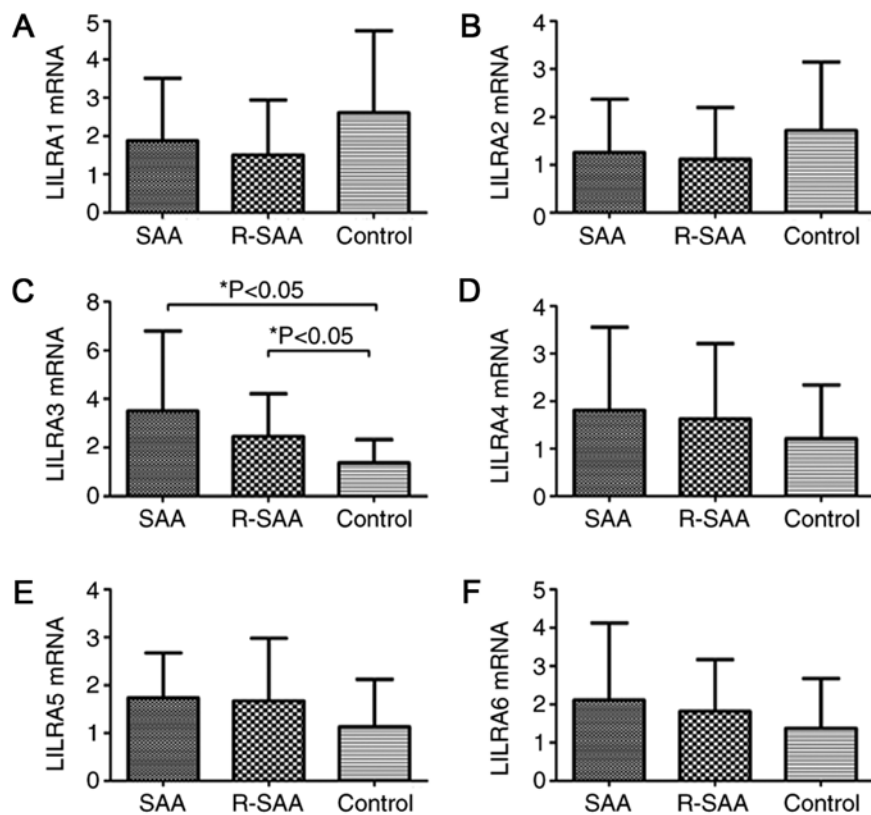 A
LILRA1 mRNA
5
4
3
2
1
0
SAA R-SAA Control
B
LILRA2 mRNA
4
3
2
1
0
SAA R-SAA Control
C
LILRA3 mRNA
8
6
4
2
0
*P<0.05
*P<0.05
SAA R-SAA Control
D
LILRA4 mRNA
4
3
2
1
0
SAA R-SAA Control
E
LILRA5 mRNA
4
3
2
1
0
SAA R-SAA Control
F
LILRA6 mRNA
5
4
3
2
1
0
SAA R-SAA Control